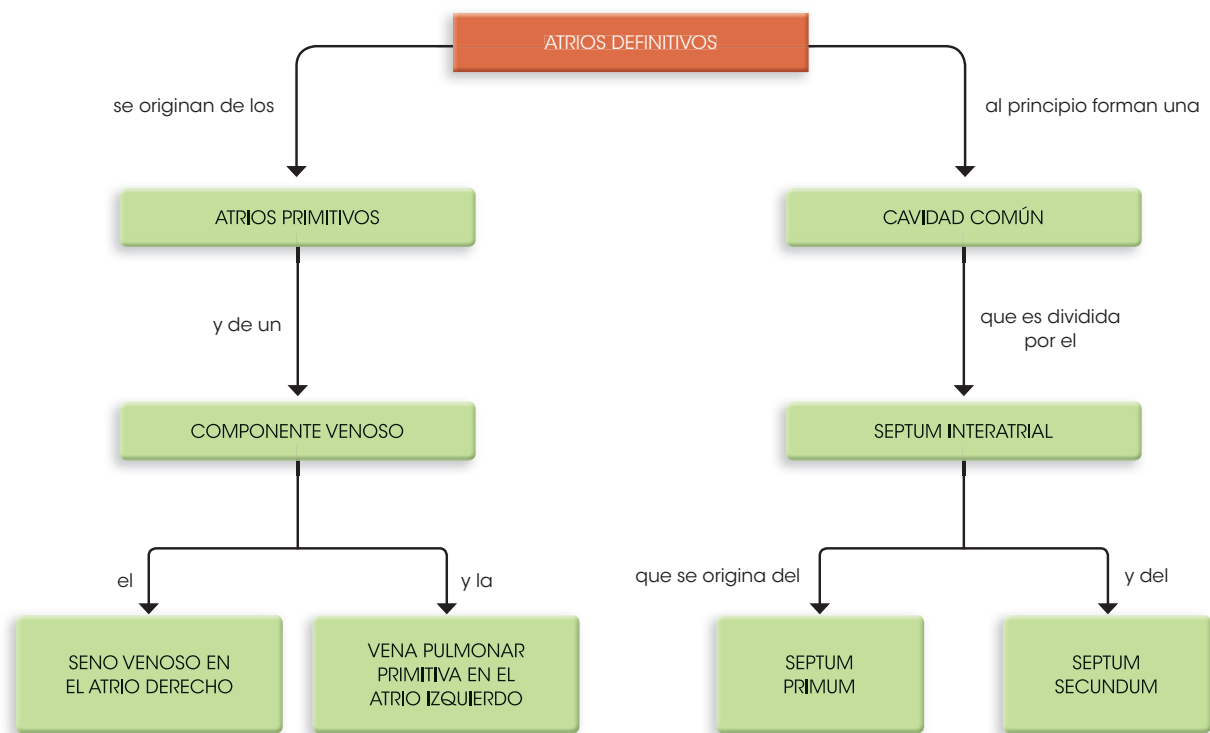 ATRIOS DEFINITIVOS
se originan de los
al principio forman una
ATRIOS PRIMITIVOS
CAVIDAD COMÚN
y de un
que es dividida
por el
COMPONENTE VENOSO
SEPTUM INTERATRIAL
el
y la
que se origina del
y del
SENO VENOSO EN
EL ATRIO DERECHO
VENA PULMONAR
PRIMITIVA EN EL
ATRIO IZQUIERDO
SEPTUM
PRIMUM
SEPTUM
SECUNDUM